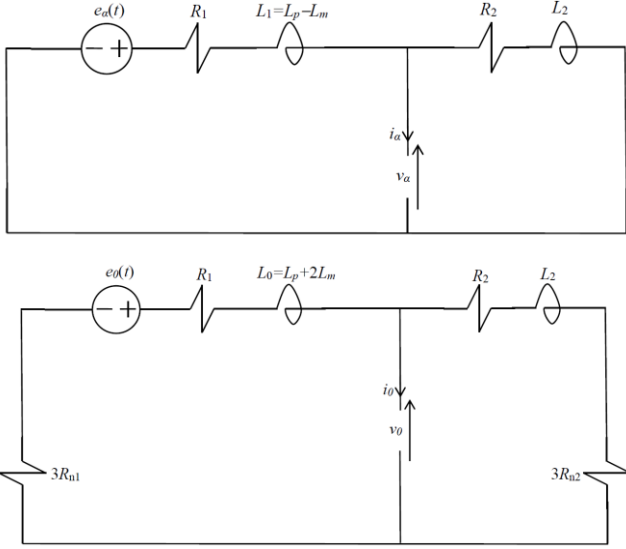 eα(t) R1 L1=Lp−Lm R2 L2
− +
iα
vα
e0(t) R1 L0=Lp+2Lm R2 L2
− +
i0
v0
3Rn1 3Rn2